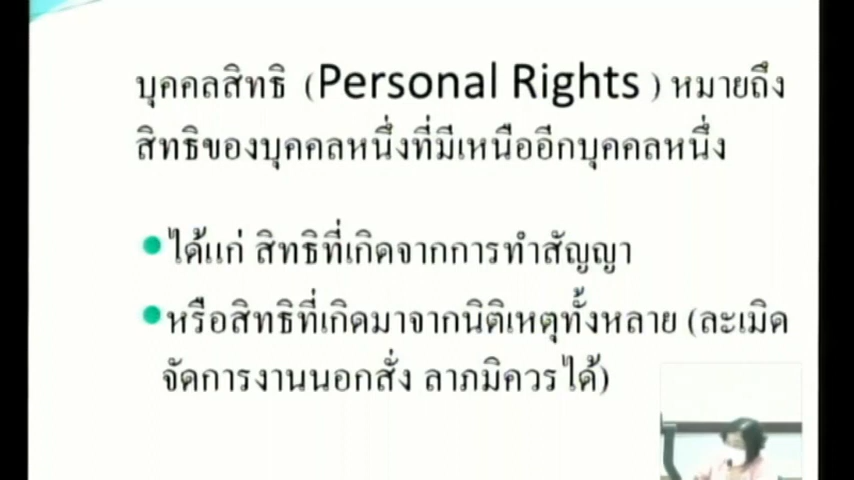 บุคคลสิทธิ (Personal Rights ) หมายถึง
สิทธิของบุคคลหนึ่งที่มีเหนืออีกบุคคลหนึ่ง
ได้แก่ สิทธิที่เกิดจากการทำสัญญา
หรือสิทธิที่เกิดมาจากนิติเหตุทั้งหลาย (ละเมิด
จัดการงานนอกสั่ง ลาภมิควรได้)